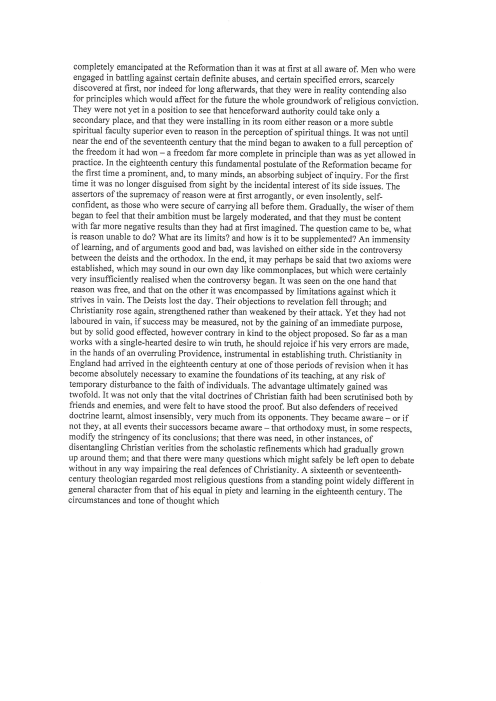 completely emancipated at the Reformation than it was at first at all aware of. Men who were
engaged in battling against certain definite abuses, and certain specified errors, scarcely
discovered at first, nor indeed for long afterwards, that they were in reality contending also
for principles which would affect for the future the whole groundwork of religious conviction.
They were not yet in a position to see that henceforward authority could take only a
secondary place, and that they were installing in its room either reason or a more subtle
spiritual faculty superior even to reason in the perception of spiritual things. It was not until
near the end of the seventeenth century that the mind began to awaken to a full perception of
the freedom it had won – a freedom far more complete in principle than was as yet allowed in
practice. In the eighteenth century this fundamental postulate of the Reformation became for
the first time a prominent, and, to many minds, an absorbing subject of inquiry. For the first
time it was no longer disguised from sight by the incidental interest of its side issues. The
assertors of the supremacy of reason were at first arrogantly, or even insolently, self-
confident, as those who were secure of carrying all before them. Gradually, the wiser of them
began to feel that their ambition must be largely moderated, and that they must be content
with far more negative results than they had at first imagined. The question came to be, what
is reason unable to do? What are its limits? and how is it to be supplemented? An immensity
of learning, and of arguments good and bad, was lavished on either side in the controversy
between the deists and the orthodox. In the end, it may perhaps be said that two axioms were
established, which may sound in our own day like commonplaces, but which were certainly
very insufficiently realised when the controversy began. It was seen on the one hand that
reason was free, and that on the other it was encompassed by limitations against which it
strives in vain. The Deists lost the day. Their objections to revelation fell through; and
Christianity rose again, strengthened rather than weakened by their attack. Yet they had not
laboured in vain, if success may be measured, not by the gaining of an immediate purpose,
but by solid good effected, however contrary in kind to the object proposed. So far as a man
works with a single-hearted desire to win truth, he should rejoice if his very errors are made,
in the hands of an overruling Providence, instrumental in establishing truth. Christianity in
England had arrived in the eighteenth century at one of those periods of revision when it has
become absolutely necessary to examine the foundations of its teaching, at any risk of
temporary disturbance to the faith of individuals. The advantage ultimately gained was
twofold. It was not only that the vital doctrines of Christian faith had been scrutinised both by
friends and enemies, and were felt to have stood the proof. But also defenders of received
doctrine learnt, almost insensibly, very much from its opponents. They became aware – or if
not they, at all events their successors became aware – that orthodoxy must, in some respects,
modify the stringency of its conclusions; that there was need, in other instances, of
disentangling Christian verities from the scholastic refinements which had gradually grown
up around them; and that there were many questions which might safely be left open to debate
without in any way impairing the real defences of Christianity. A sixteenth or seventeenth-
century theologian regarded most religious questions from a standing point widely different in
general character from that of his equal in piety and learning in the eighteenth century. The
circumstances and tone of thought which